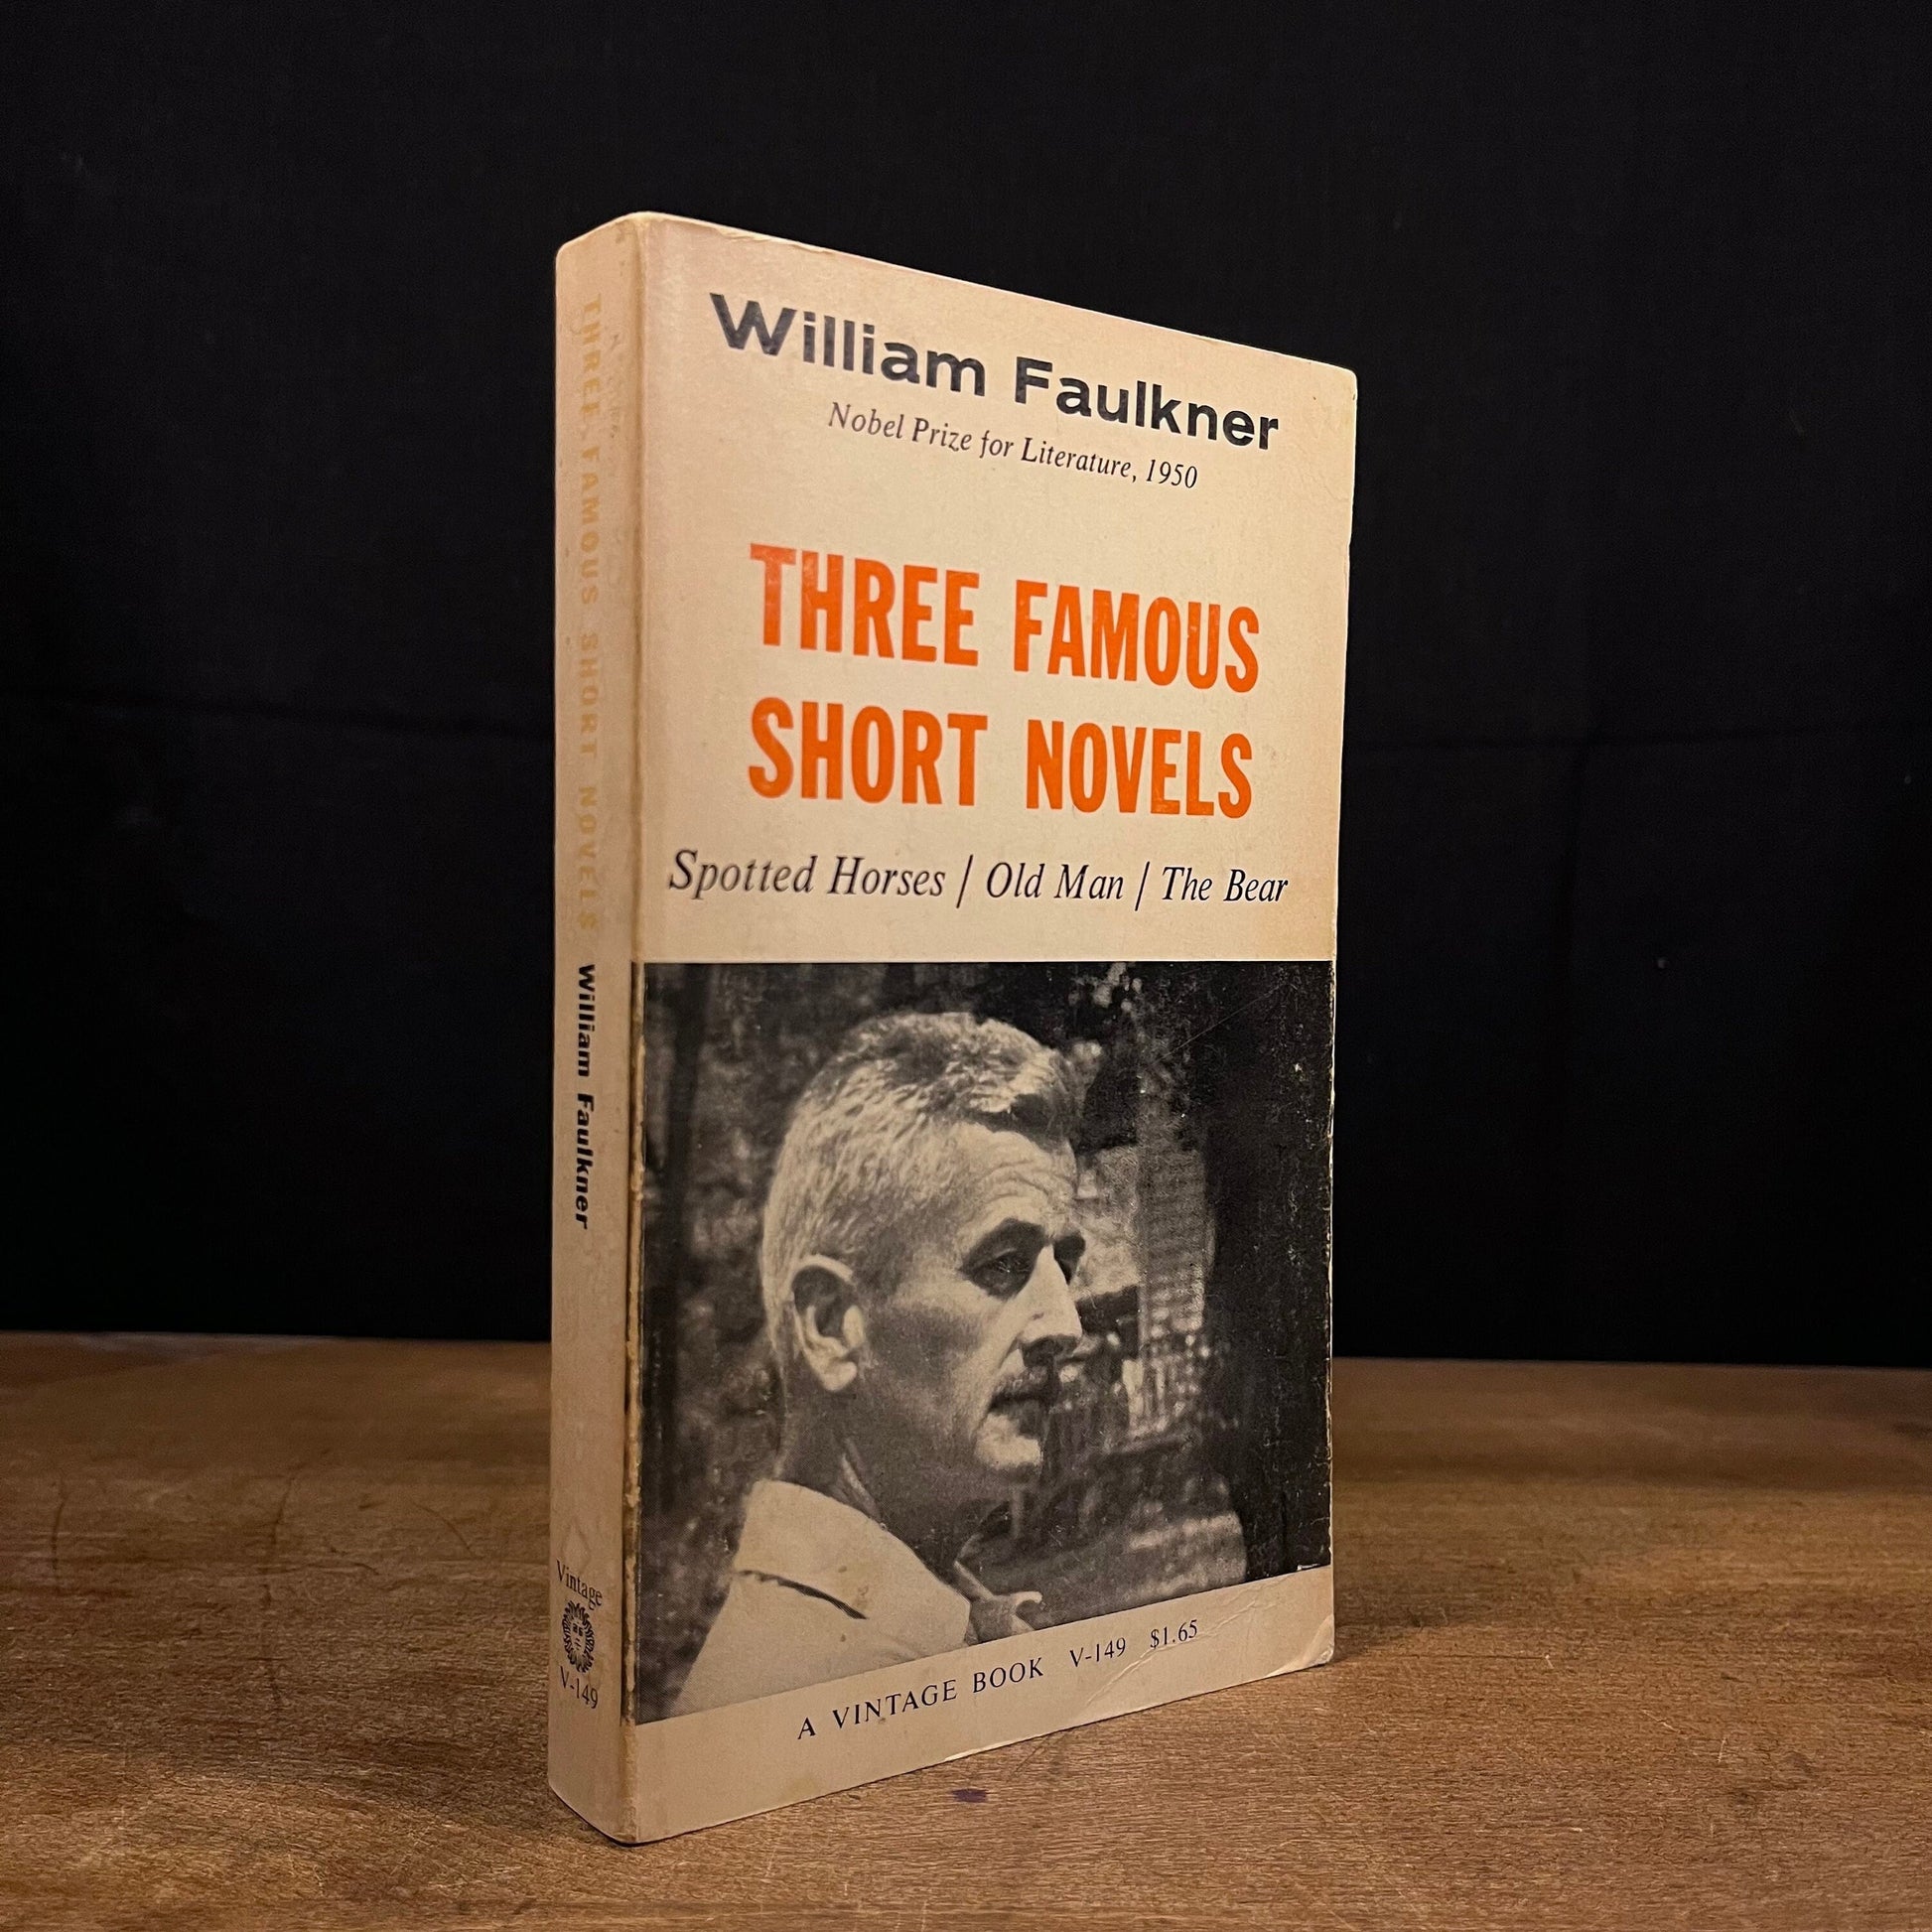 William Faulkner
Nobel Prize for Literature, 1950
THREE FAMOUS
SHORT NOVELS
Spotted Horses / Old Man / The Bear
A VINTAGE BOOK V-149 $1.65
THREE FAMOUS SHORT NOVELS William Faulkner
Vintage
V-149